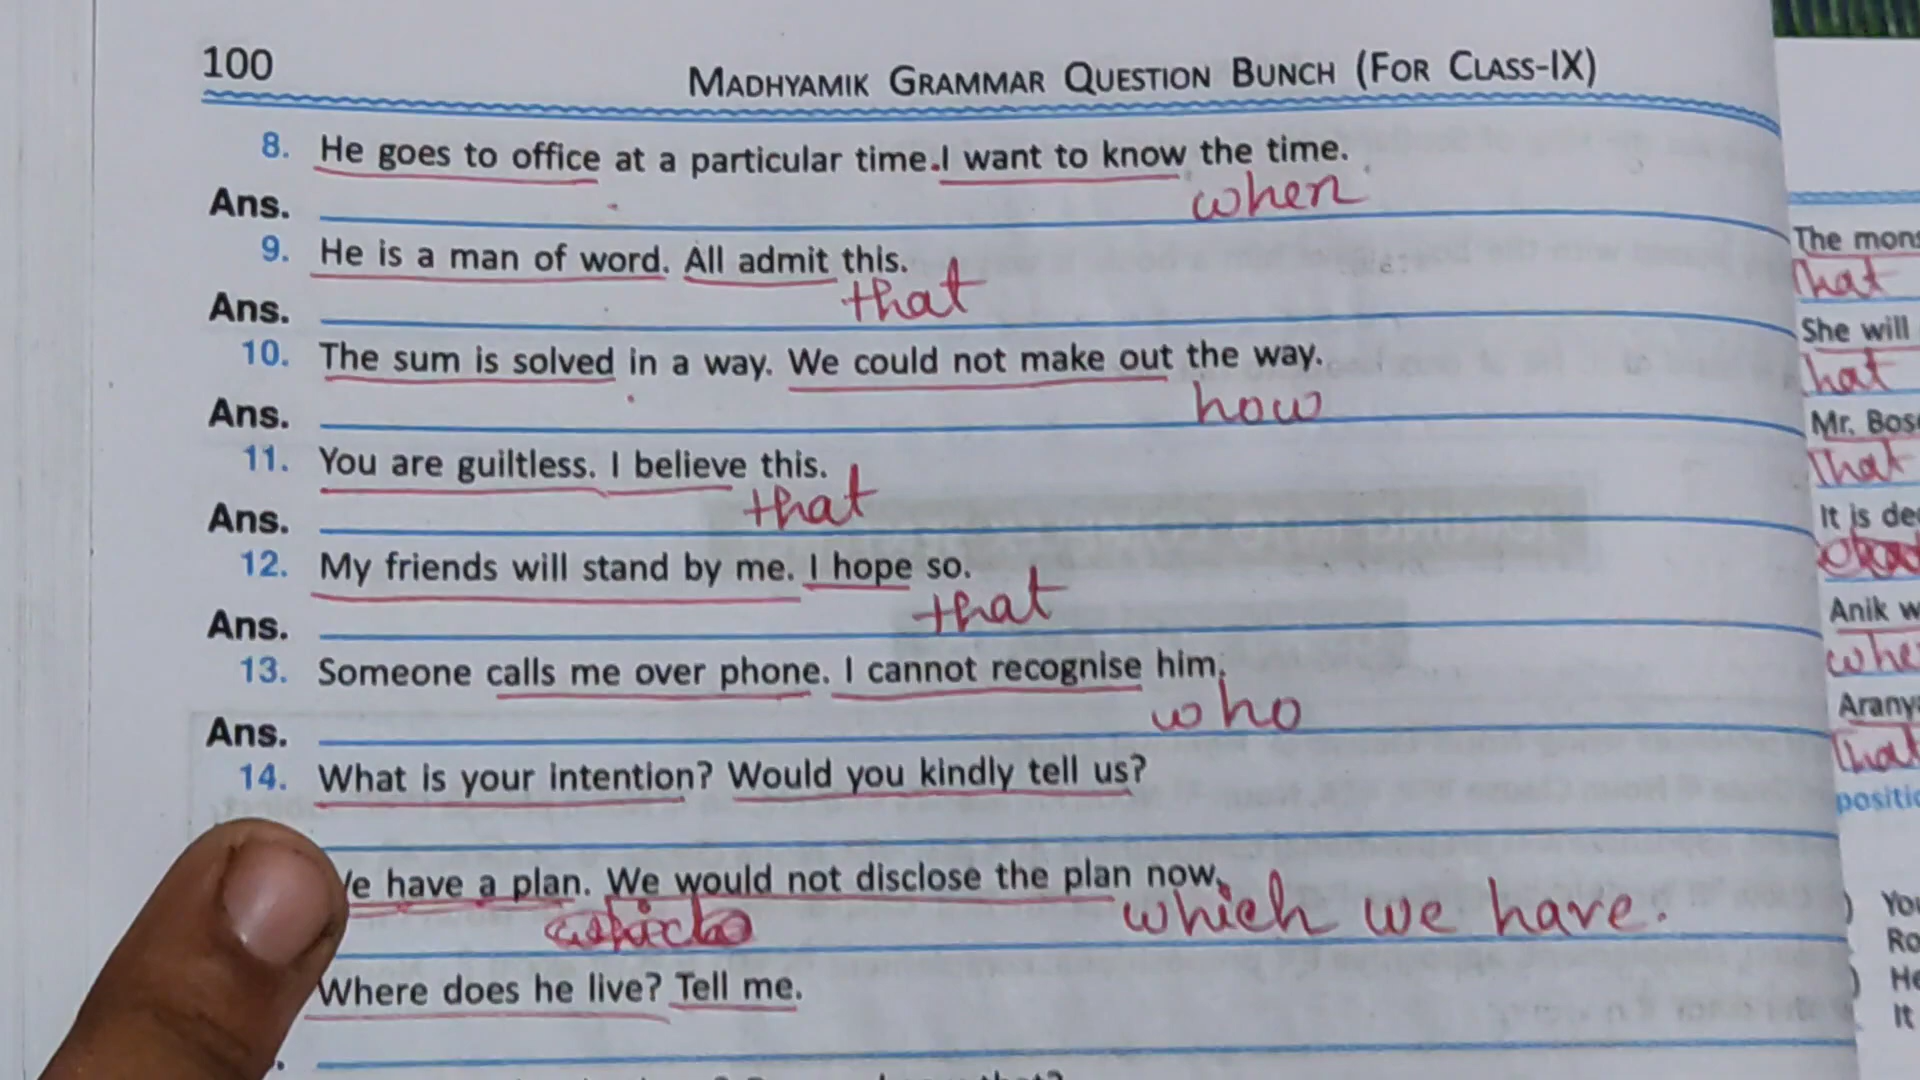 100 MADHYAMIK GRAMMAR QUESTION BUNCH (FOR CLASS-IX)
8. He goes to office at a particular time.I want to know the time.
when
Ans.
9. He is a man of word. All admit this.
that
Ans.
10. The sum is solved in a way. We could not make out the way.
how
Ans.
11. You are guiltless. I believe this.
that
Ans.
12. My friends will stand by me. I hope so.
that
Ans.
13. Someone calls me over phone. I cannot recognise him.
who
Ans.
14. What is your intention? Would you kindly tell us?
have a plan. We would not disclose the plan now.
which we have.
Where does he live? Tell me.
The
That
She will
That
Mr.
That
It is
Anik
Arany
That